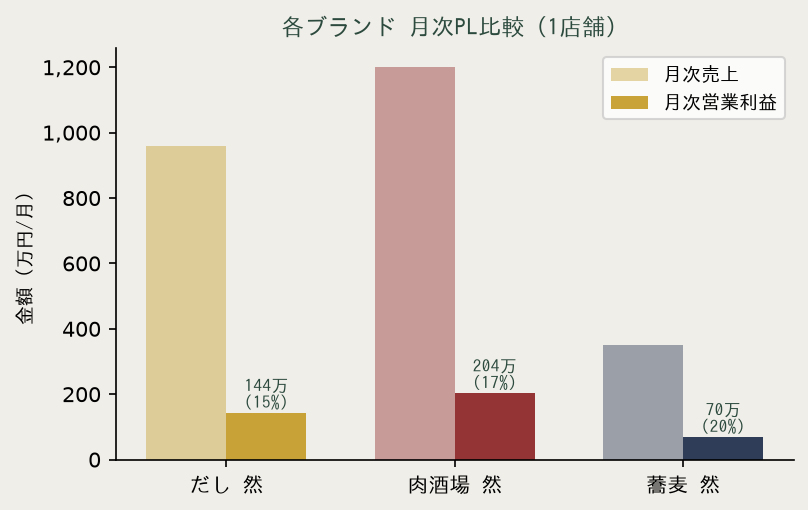 各ブランド 月次PL比較（1店舗）
金額（万円/月）
1,200
1,000
800
600
400
200
0
月次売上
月次営業利益
144万
(15%)
204万
(17%)
70万
(20%)
だし 然
肉酒場 然
蕎麦 然